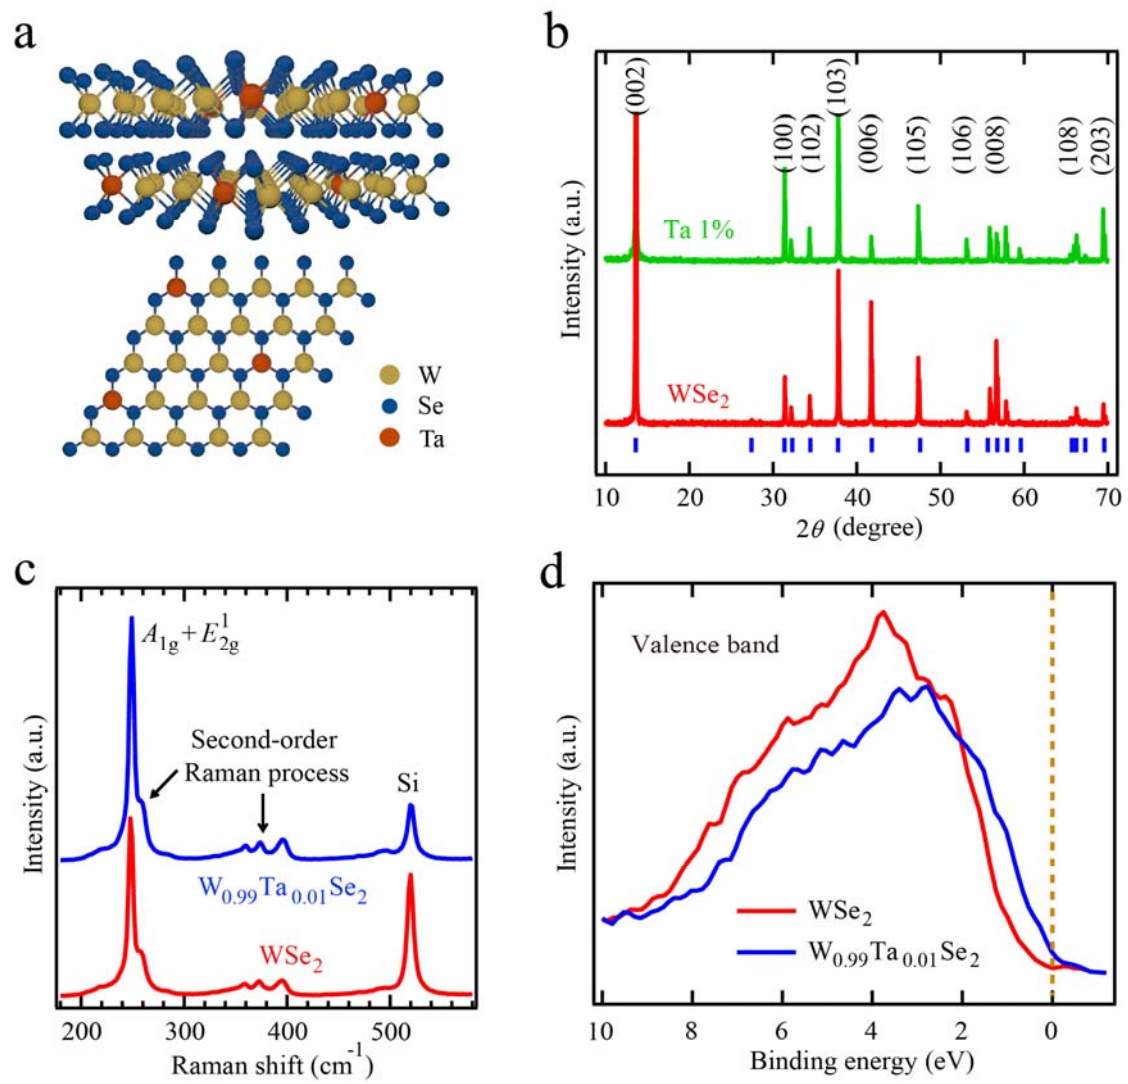 a
W
Se
Ta
b
(002)
(100)
(102)
(103)
(006)
(105)
(106)
(008)
(108)
(203)
Ta 1%
WSe₂
Intensity (a.u.)
10 20 30 40 50 60 70
2θ (degree)
c
A₁g + E¹₂g
Second-order
Raman process
Si
W₀.₉₉Ta₀.₀₁Se₂
WSe₂
Intensity (a.u.)
200 300 400 500
Raman shift (cm⁻¹)
d
Valence band
WSe₂
W₀.₉₉Ta₀.₀₁Se₂
Intensity (a.u.)
10 8 6 4 2 0
Binding energy (eV)